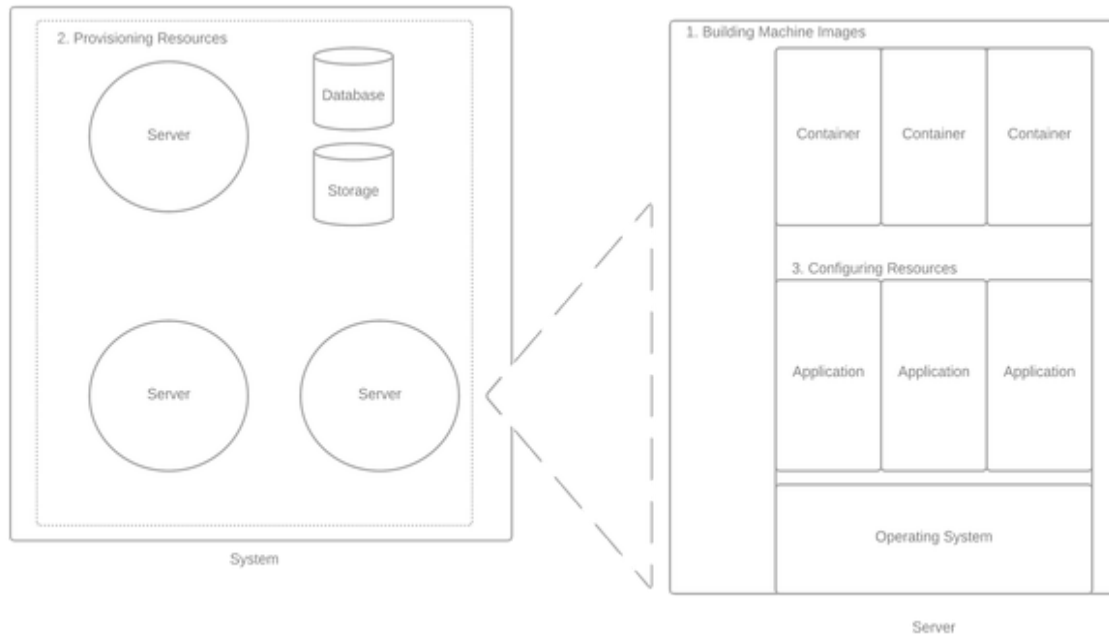 2. Provisioning Resources
Server
Database
Storage
Server
Server
System
1. Building Machine Images
Container
Container
Container
3. Configuring Resources
Application
Application
Application
Operating System
Server